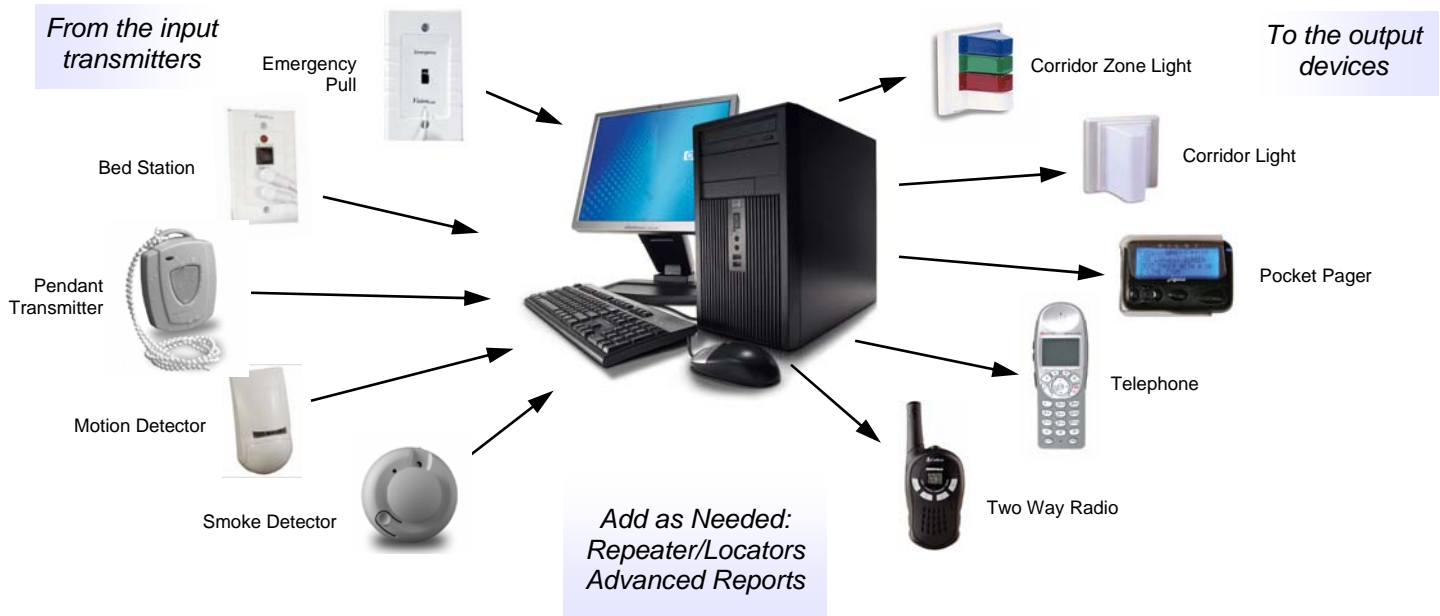 From the input
transmitters
Emergency
Pull
Bed Station
Pendant
Transmitter
Motion Detector
Smoke Detector
Add as Needed:
Repeater/Locators
Advanced Reports
To the output
devices
Corridor Zone Light
Corridor Light
Pocket Pager
Telephone
Two Way Radio
Emergency